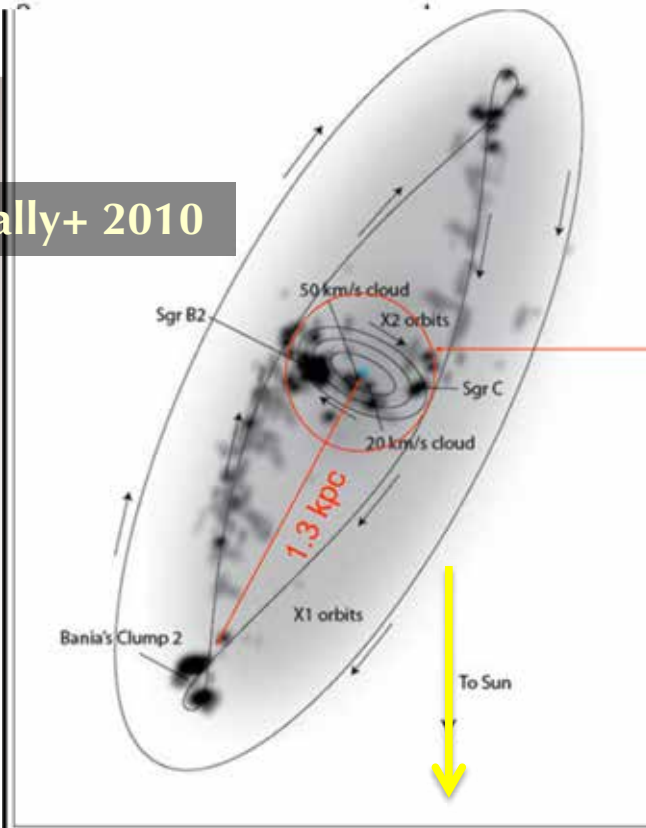 ally+ 2010
50 km/s cloud
Sgr B2
X2 orbits
Sgr C
20 km/s cloud
1.3 kpc
X1 orbits
Bania's Clump 2
To Sun